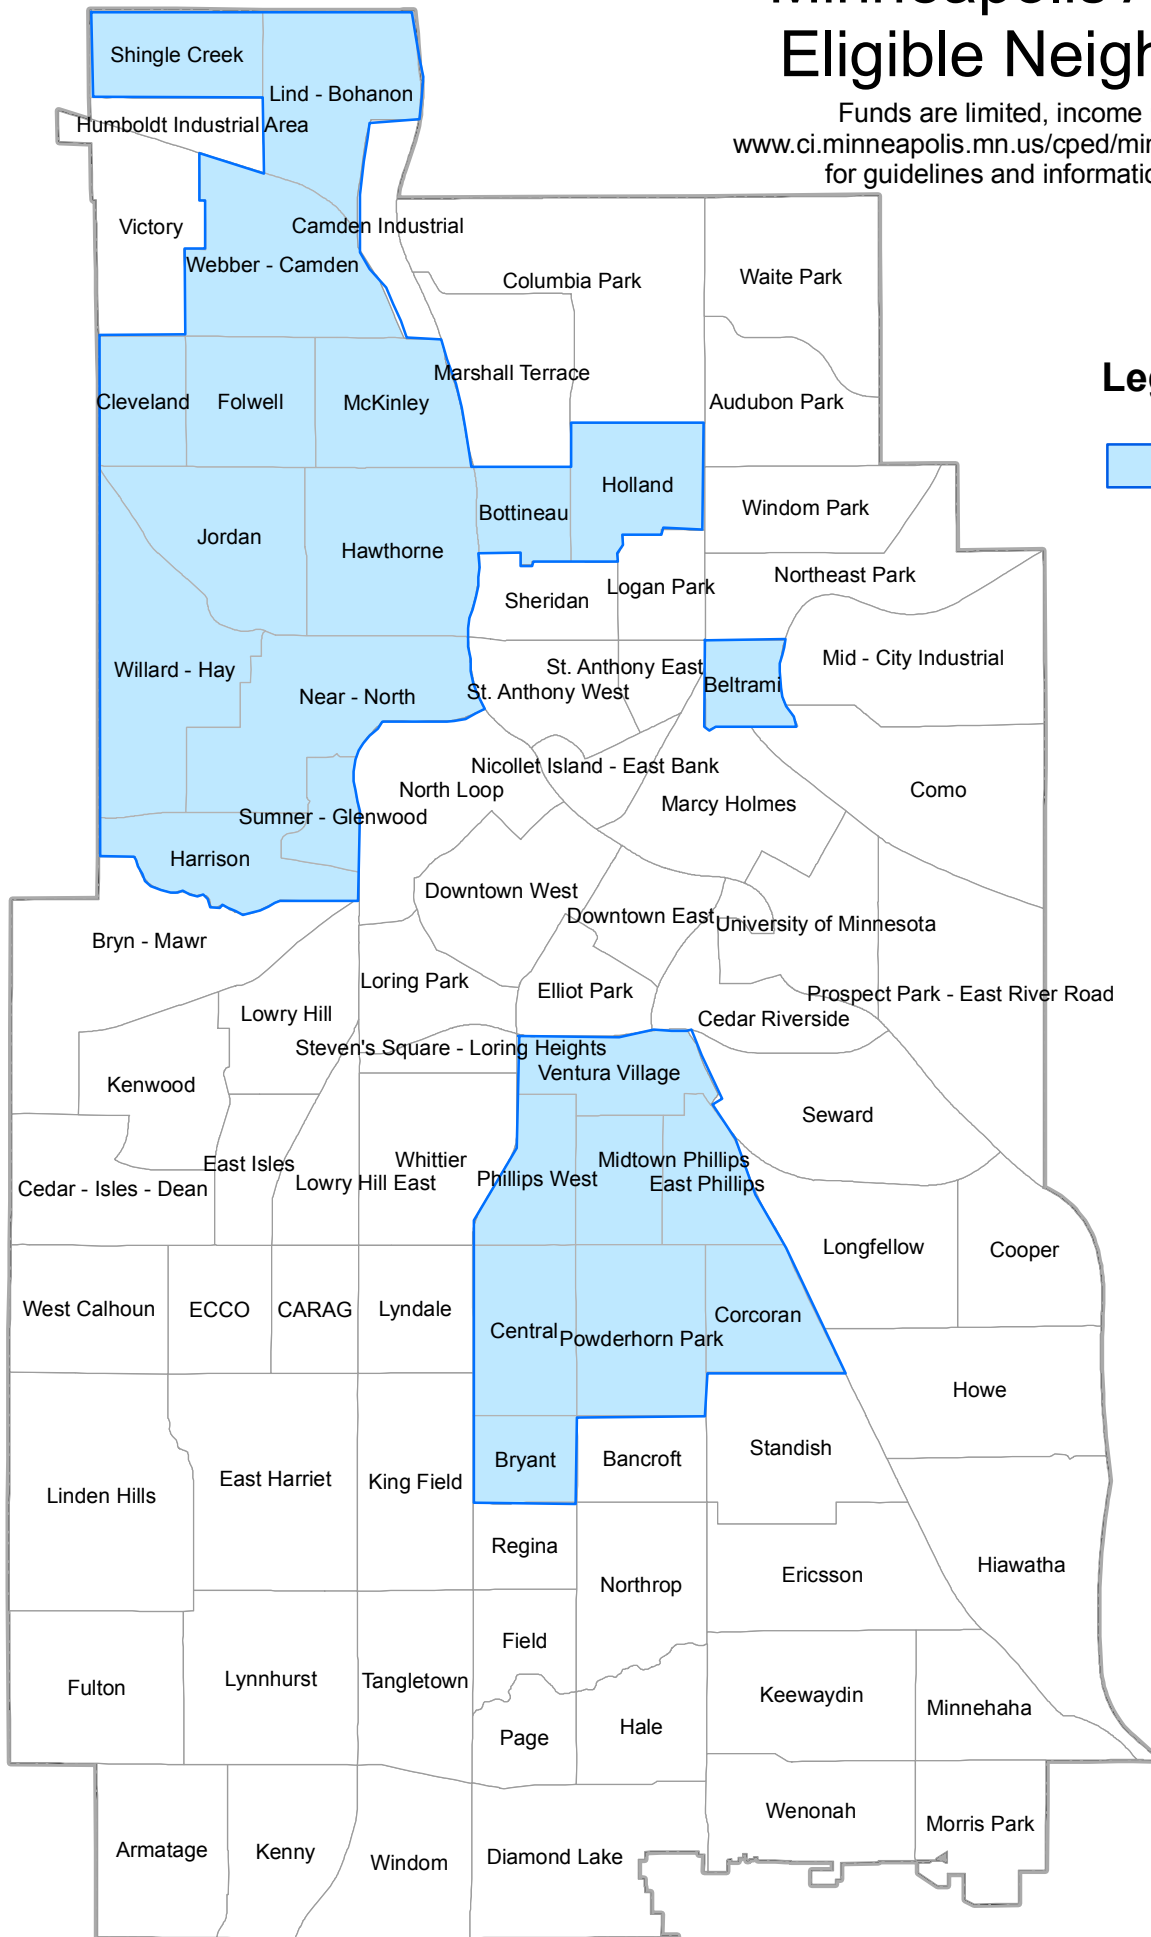 Minneapolis A
Eligible Neigh
Funds are limited, income
www.ci.minneapolis.mn.us/cped/min
for guidelines and informatio
Leg
Shingle Creek
Lind - Bohanon
Humboldt Industrial Area
Victory
Camden Industrial
Webber - Camden
Columbia Park
Waite Park
Marshall Terrace
Cleveland
Folwell
McKinley
Audubon Park
Holland
Bottineau
Windom Park
Jordan
Hawthorne
Northeast Park
Logan Park
Sheridan
Mid - City Industrial
Willard - Hay
St. Anthony East
Beltrami
Near - North
St. Anthony West
Nicollet Island - East Bank
North Loop
Como
Marcy Holmes
Sumner - Glenwood
Harrison
Downtown West
Downtown East
University of Minnesota
Bryn - Mawr
Loring Park
Elliot Park
Prospect Park - East River Road
Lowry Hill
Cedar Riverside
Steven's Square - Loring Heights
Ventura Village
Kenwood
Seward
Whittier
Midtown Phillips
East Isles
Phillips West
Lowry Hill East
East Phillips
Cedar - Isles - Dean
Longfellow
Cooper
West Calhoun
ECCO
CARAG
Lyndale
Corcoran
Central
Powderhorn Park
Howe
Standish
Bryant
Bancroft
East Harriet
King Field
Linden Hills
Regina
Hiawatha
Ericsson
Northrop
Field
Lynnhurst
Tangletown
Fulton
Keewaydin
Minnehaha
Hale
Page
Wenonah
Morris Park
Armatage
Kenny
Diamond Lake
Windom